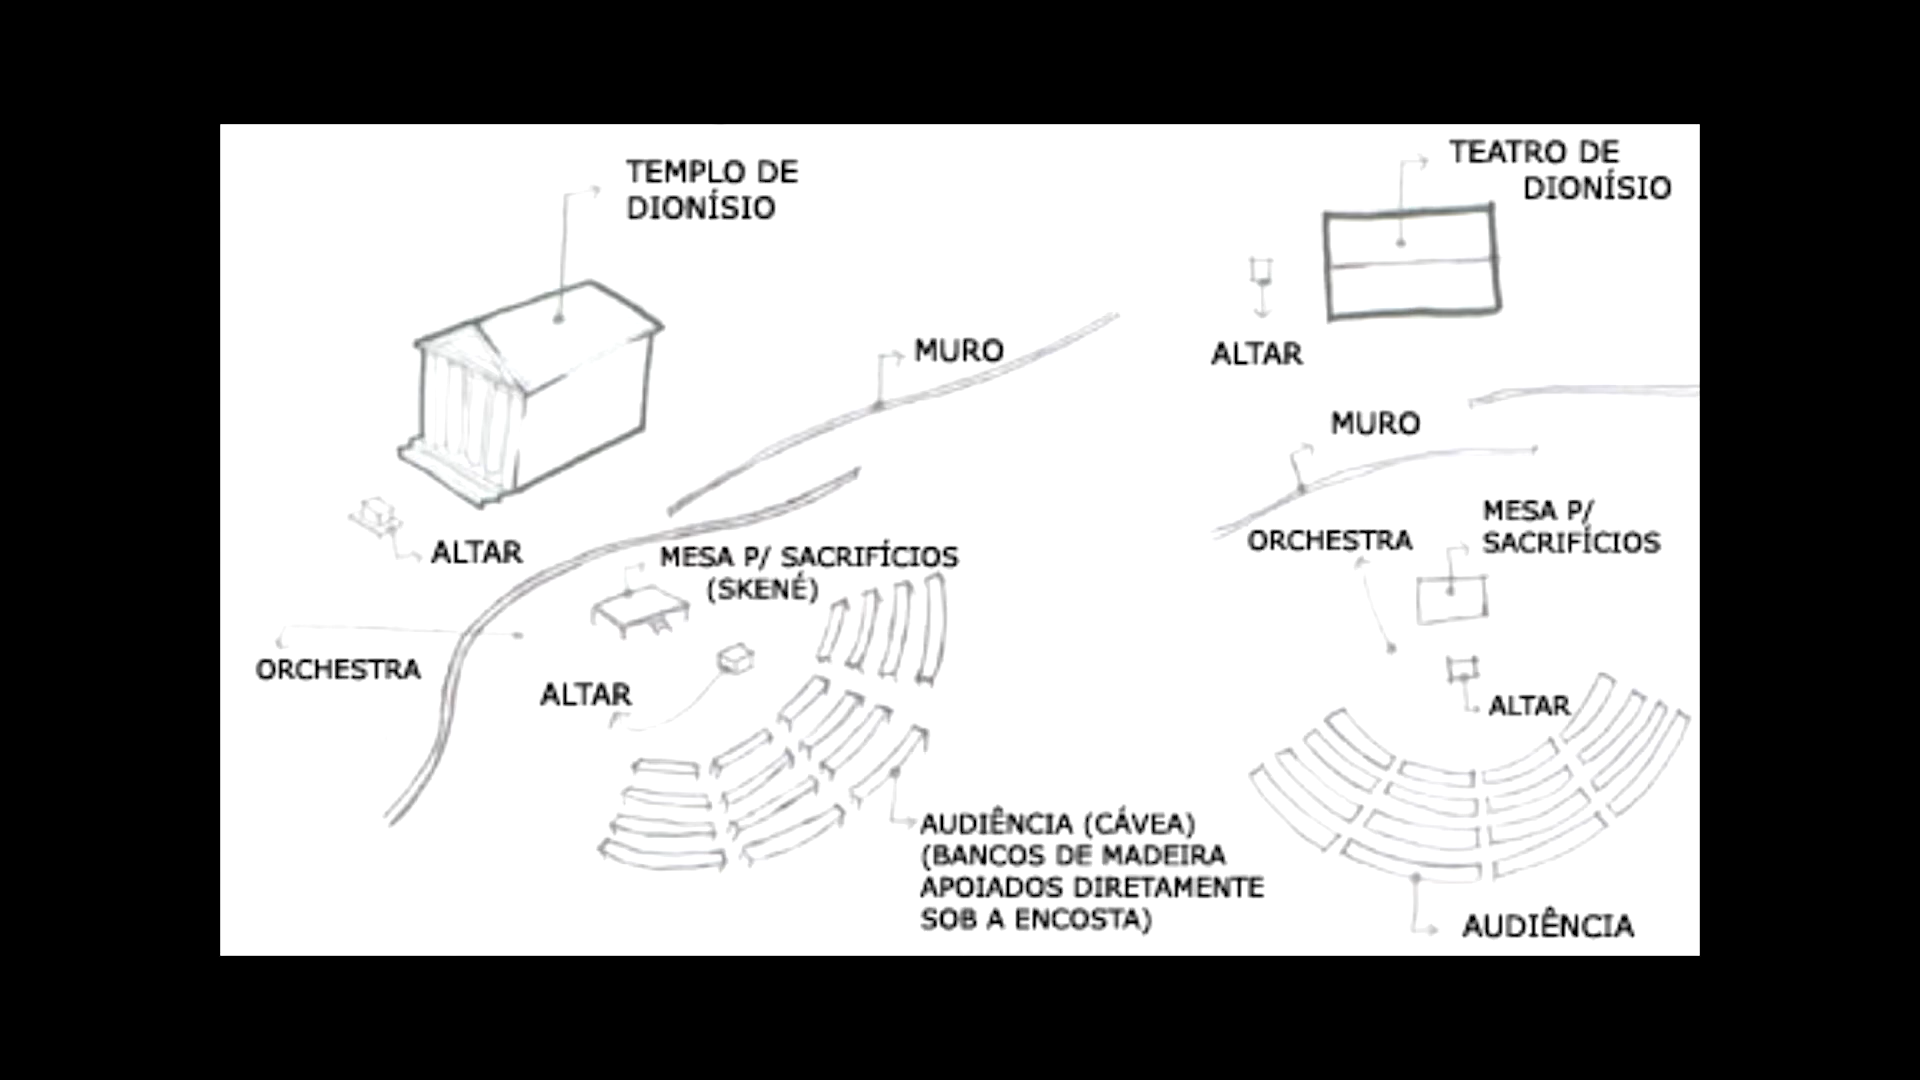 TEMPLO DE
DIONÍSIO
MURO
ALTAR
MESA P/ SACRIFÍCIOS
(SKENÉ)
ORCHESTRA
ALTAR
AUDIÊNCIA (CÁVEA)
(BANCOS DE MADEIRA
APOIADOS DIRETAMENTE
SOB A ENCOSTA)
TEATRO DE
DIONÍSIO
ALTAR
MURO
MESA P/
SACRIFÍCIOS
ORCHESTRA
ALTAR
AUDIÊNCIA